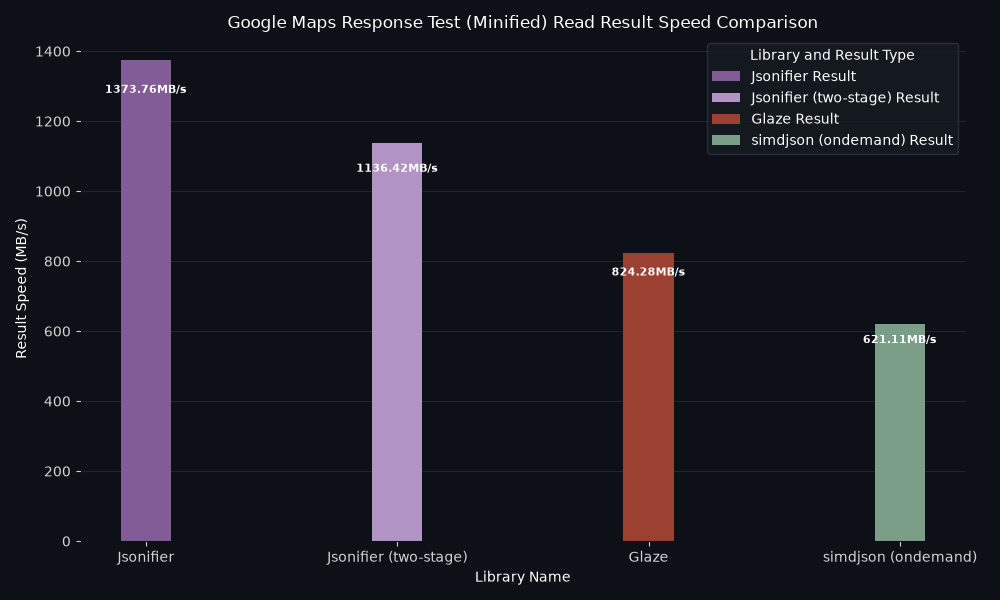 Google Maps Response Test (Minified) Read Result Speed Comparison
Library and Result Type
Jsonifier Result
Jsonifier (two-stage) Result
Glaze Result
simdjson (ondemand) Result
Result Speed (MB/s)
1400
1200
1000
800
600
400
200
0
1373.76MB/s
1136.42MB/s
824.28MB/s
621.11MB/s
Jsonifier
Jsonifier (two-stage)
Glaze
simdjson (ondemand)
Library Name